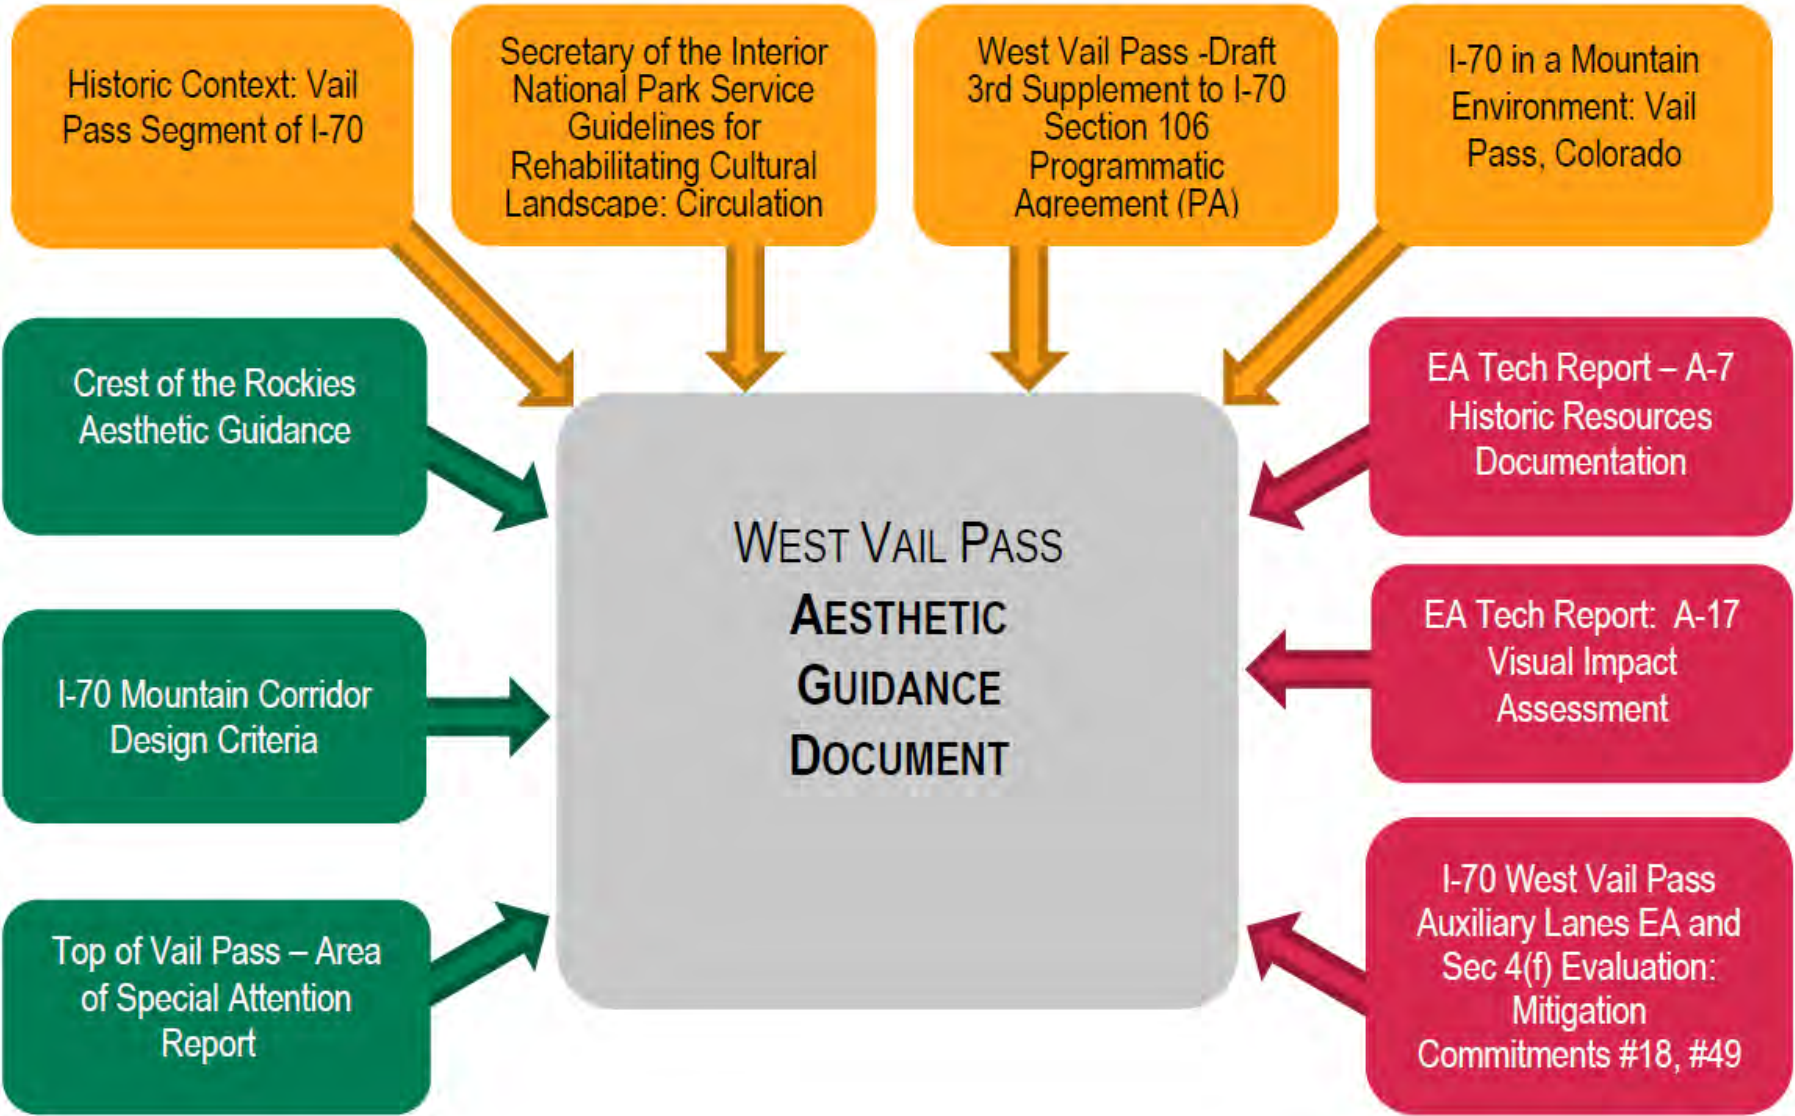 Historic Context: Vail
Pass Segment of I-70
Secretary of the Interior
National Park Service
Guidelines for
Rehabilitating Cultural
Landscape: Circulation
West Vail Pass -Draft
3rd Supplement to I-70
Section 106
Programmatic
Agreement (PA)
I-70 in a Mountain
Environment: Vail
Pass, Colorado
Crest of the Rockies
Aesthetic Guidance
I-70 Mountain Corridor
Design Criteria
Top of Vail Pass – Area
of Special Attention
Report
WEST VAIL PASS
AESTHETIC
GUIDANCE
DOCUMENT
EA Tech Report – A-7
Historic Resources
Documentation
EA Tech Report: A-17
Visual Impact
Assessment
I-70 West Vail Pass
Auxiliary Lanes EA and
Sec 4(f) Evaluation:
Mitigation
Commitments #18, #49